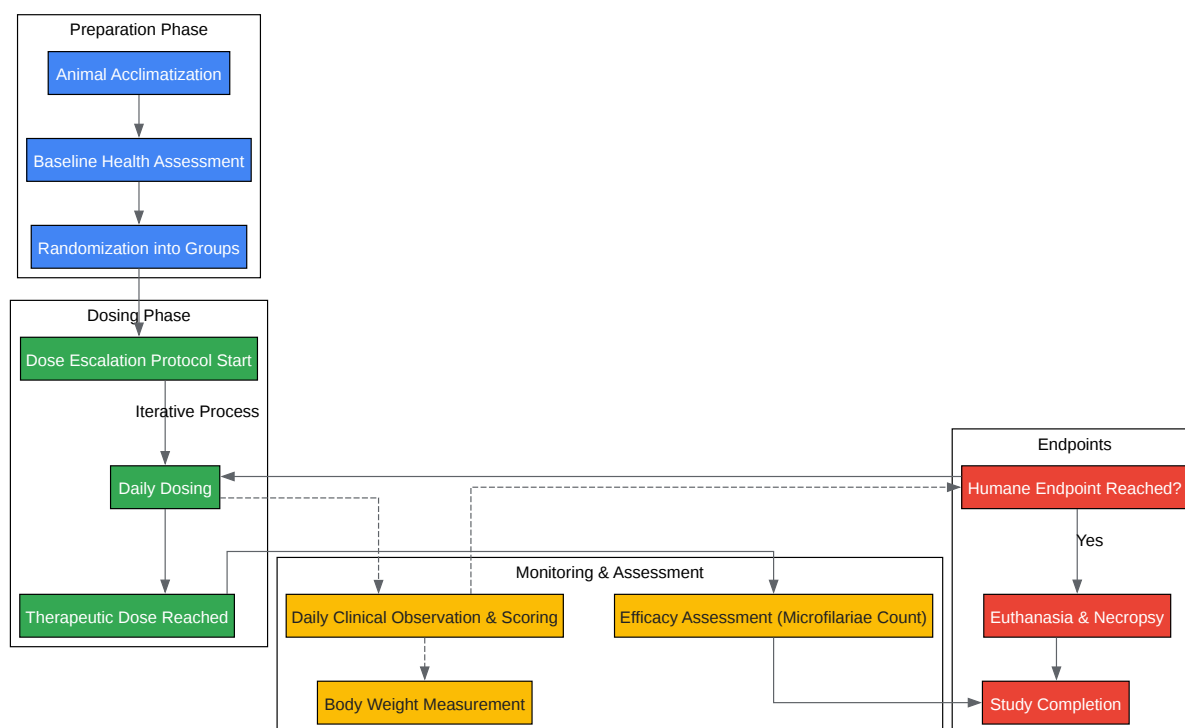 Preparation Phase
Animal Acclimatization
Baseline Health Assessment
Randomization into Groups
Dosing Phase
Dose Escalation Protocol Start
Iterative Process
Daily Dosing
Therapeutic Dose Reached
Monitoring & Assessment
Daily Clinical Observation & Scoring
Efficacy Assessment (Microfilariae Count)
Body Weight Measurement
Endpoints
Humane Endpoint Reached?
Yes
Euthanasia & Necropsy
Study Completion